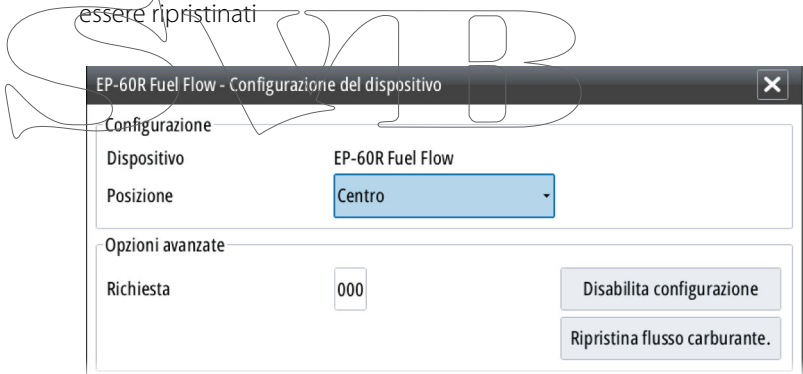 essere ripristinati
SVB
EP-60R Fuel Flow - Configurazione del dispositivo
Configurazione
Dispositivo EP-60R Fuel Flow
Posizione Centro
Opzioni avanzate
Richiesta 000 Disabilita configurazione
Ripristina flusso carburante.